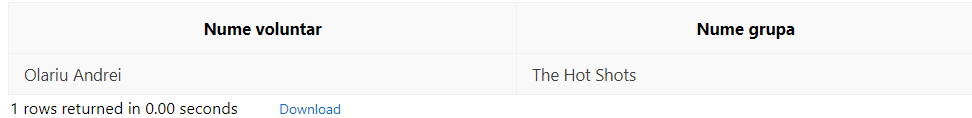 Nume voluntar Nume grupa
Olariu Andrei The Hot Shots
1 rows returned in 0.00 seconds Download